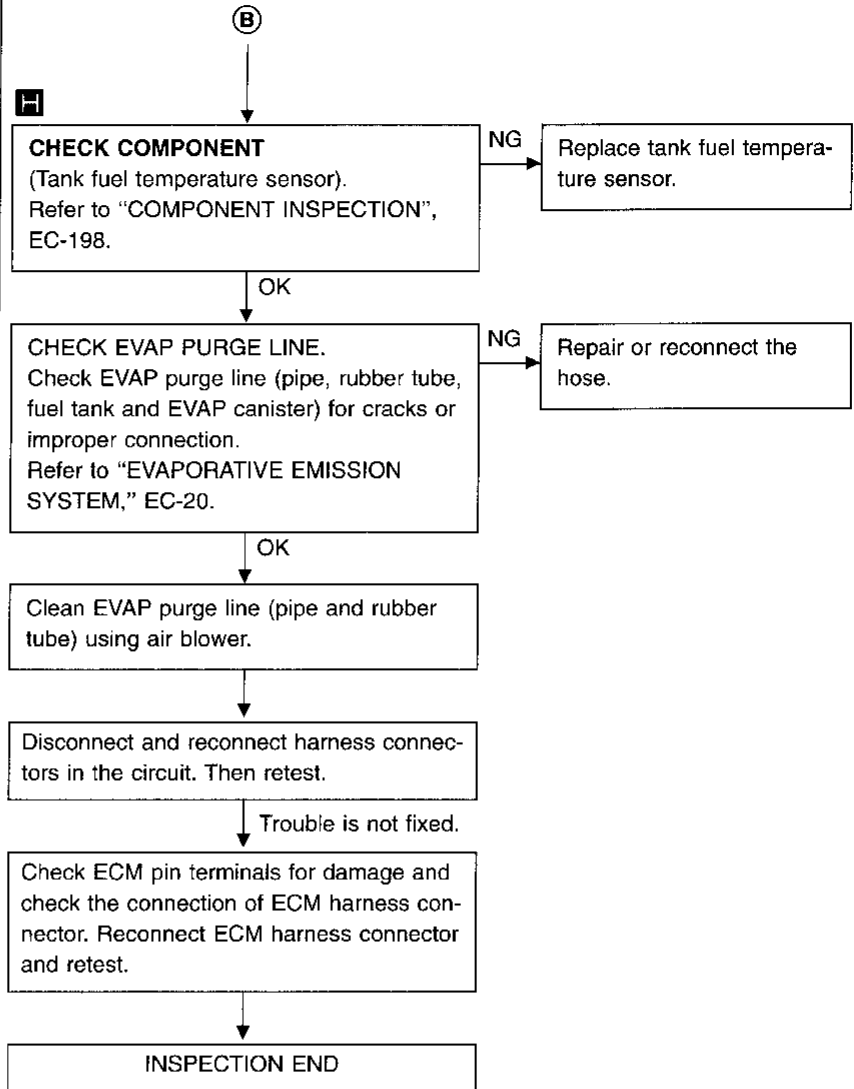 B
H
CHECK COMPONENT
(Tank fuel temperature sensor).
Refer to “COMPONENT INSPECTION”,
EC-198.
NG
Replace tank fuel tempera-
ture sensor.
OK
CHECK EVAP PURGE LINE.
Check EVAP purge line (pipe, rubber tube,
fuel tank and EVAP canister) for cracks or
improper connection.
Refer to “EVAPORATIVE EMISSION
SYSTEM,” EC-20.
NG
Repair or reconnect the
hose.
OK
Clean EVAP purge line (pipe and rubber
tube) using air blower.
Disconnect and reconnect harness connec-
tors in the circuit. Then retest.
Trouble is not fixed.
Check ECM pin terminals for damage and
check the connection of ECM harness con-
nector. Reconnect ECM harness connector
and retest.
INSPECTION END